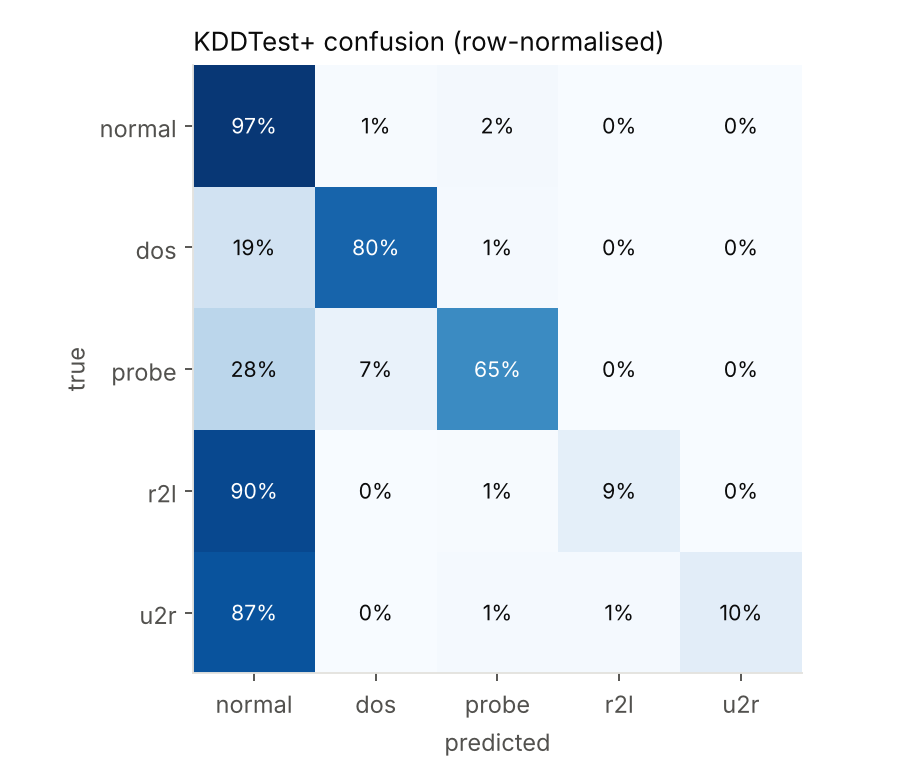 KDDTest+ confusion (row-normalised)
normal 97% 1% 2% 0% 0%
dos 19% 80% 1% 0% 0%
true
probe 28% 7% 65% 0% 0%
r2l 90% 0% 1% 9% 0%
u2r 87% 0% 1% 1% 10%
normal dos probe r2l u2r
predicted